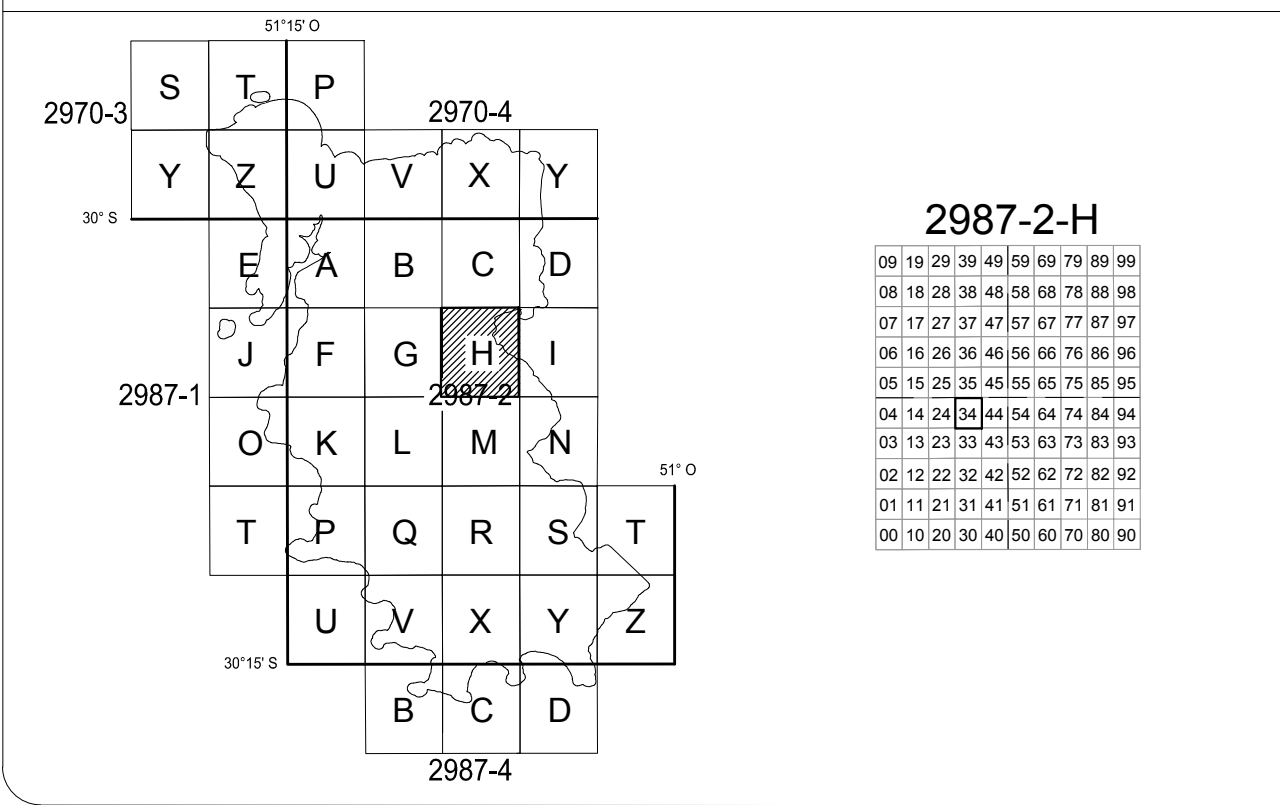 51°15' O
S T P
2970-3 2970-4
Y Z U V X Y
30° S
E A B C D
J F G H I
2987-1 2987-2
O K L M N
51° O
T P Q R S T
U V X Y Z
30°15' S
B C D
2987-4
2987-2-H
09 19 29 39 49 59 69 79 89 99
08 18 28 38 48 58 68 78 88 98
07 17 27 37 47 57 67 77 87 97
06 16 26 36 46 56 66 76 86 96
05 15 25 35 45 55 65 75 85 95
04 14 24 34 44 54 64 74 84 94
03 13 23 33 43 53 63 73 83 93
02 12 22 32 42 52 62 72 82 92
01 11 21 31 41 51 61 71 81 91
00 10 20 30 40 50 60 70 80 90